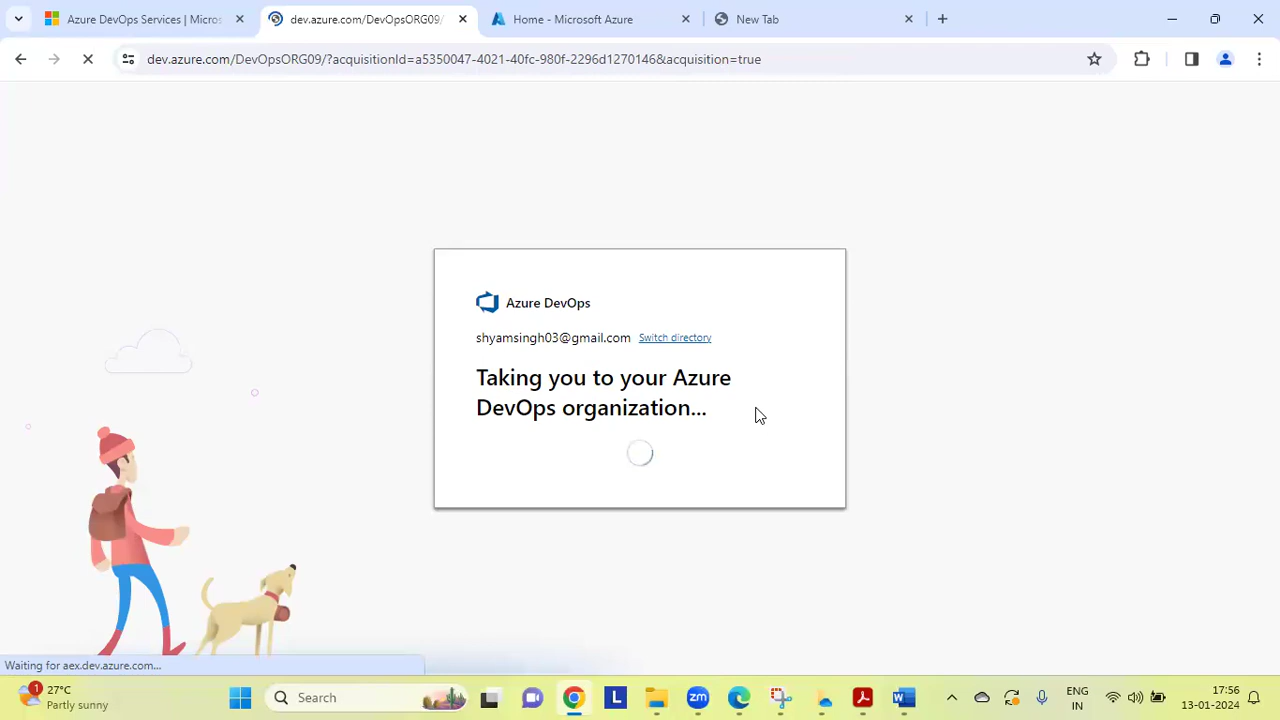 Azure DevOps Services | Micros
dev.azure.com/DevOpsORG09/
Home - Microsoft Azure
New Tab
dev.azure.com/DevOpsORG09/?acquisitionId=a5350047-4021-40fc-980f-2296d1270146&acquisition=true
Azure DevOps
shyamsingh03@gmail.com Switch directory
Taking you to your Azure
DevOps organization...
Waiting for aex.dev.azure.com...
1
27°C
Partly sunny
Search
L
zm
W
ENG
IN
17:56
13-01-2024